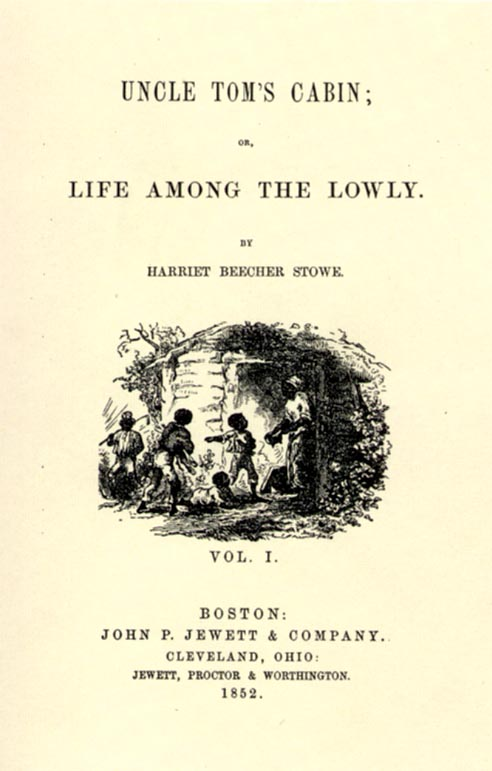 UNCLE TOM'S CABIN;
OR,
LIFE AMONG THE LOWLY.
BY
HARRIET BEECHER STOWE.
VOL. I.
BOSTON:
JOHN P. JEWETT & COMPANY.
CLEVELAND, OHIO:
JEWETT, PROCTOR & WORTHINGTON.
1852.